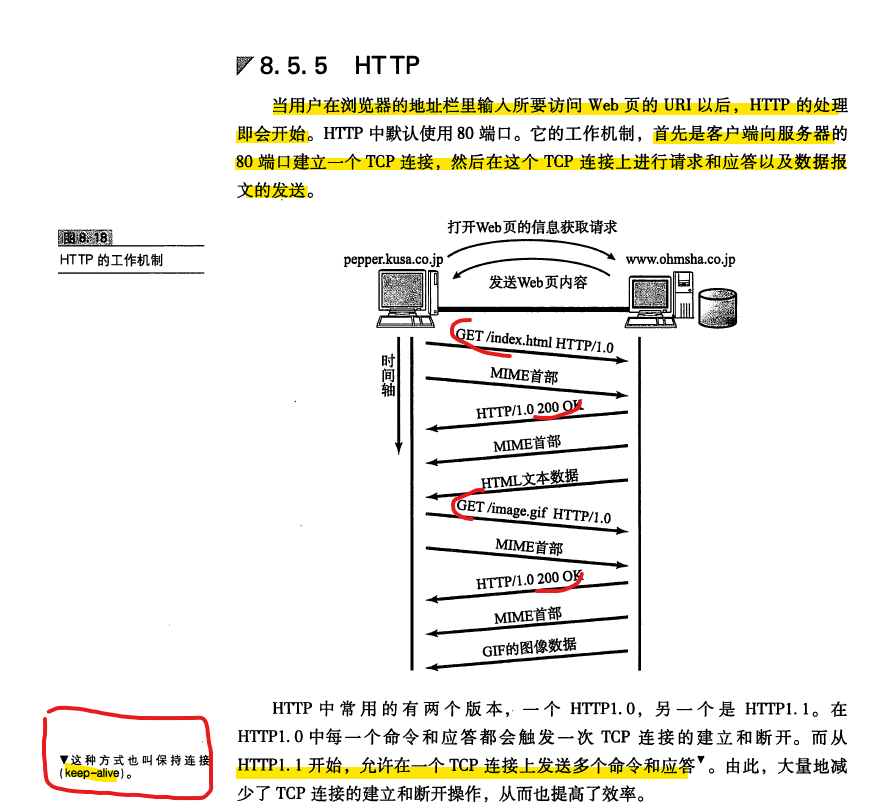 8.5.5 HTTP
当用户在浏览器的地址栏里输入所要访问 Web 页的 URI 以后，HTTP 的处理
即会开始。HTTP 中默认使用 80 端口。它的工作机制，首先是客户端向服务器的
80 端口建立一个 TCP 连接，然后在这个 TCP 连接上进行请求和应答以及数据报
文的发送。
图8.18
HTTP 的工作机制
打开Web页的信息获取请求
pepper.kusa.co.jp
www.ohmsha.co.jp
发送Web页内容
时间轴
GET /index.html HTTP/1.0
MIME首部
HTTP/1.0 200 OK
MIME首部
HTML文本数据
GET /image.gif HTTP/1.0
MIME首部
HTTP/1.0 200 OK
MIME首部
GIF的图像数据
HTTP 中常用的有两个版本，一个 HTTP1.0，另一个是 HTTP1.1。在
HTTP1.0 中每一个命令和应答都会触发一次 TCP 连接的建立和断开。而从
HTTP1.1 开始，允许在一个 TCP 连接上发送多个命令和应答▼。由此，大量地减
少了 TCP 连接的建立和断开操作，从而也提高了效率。
▼这种方式也叫保持连接
(keep-alive)。